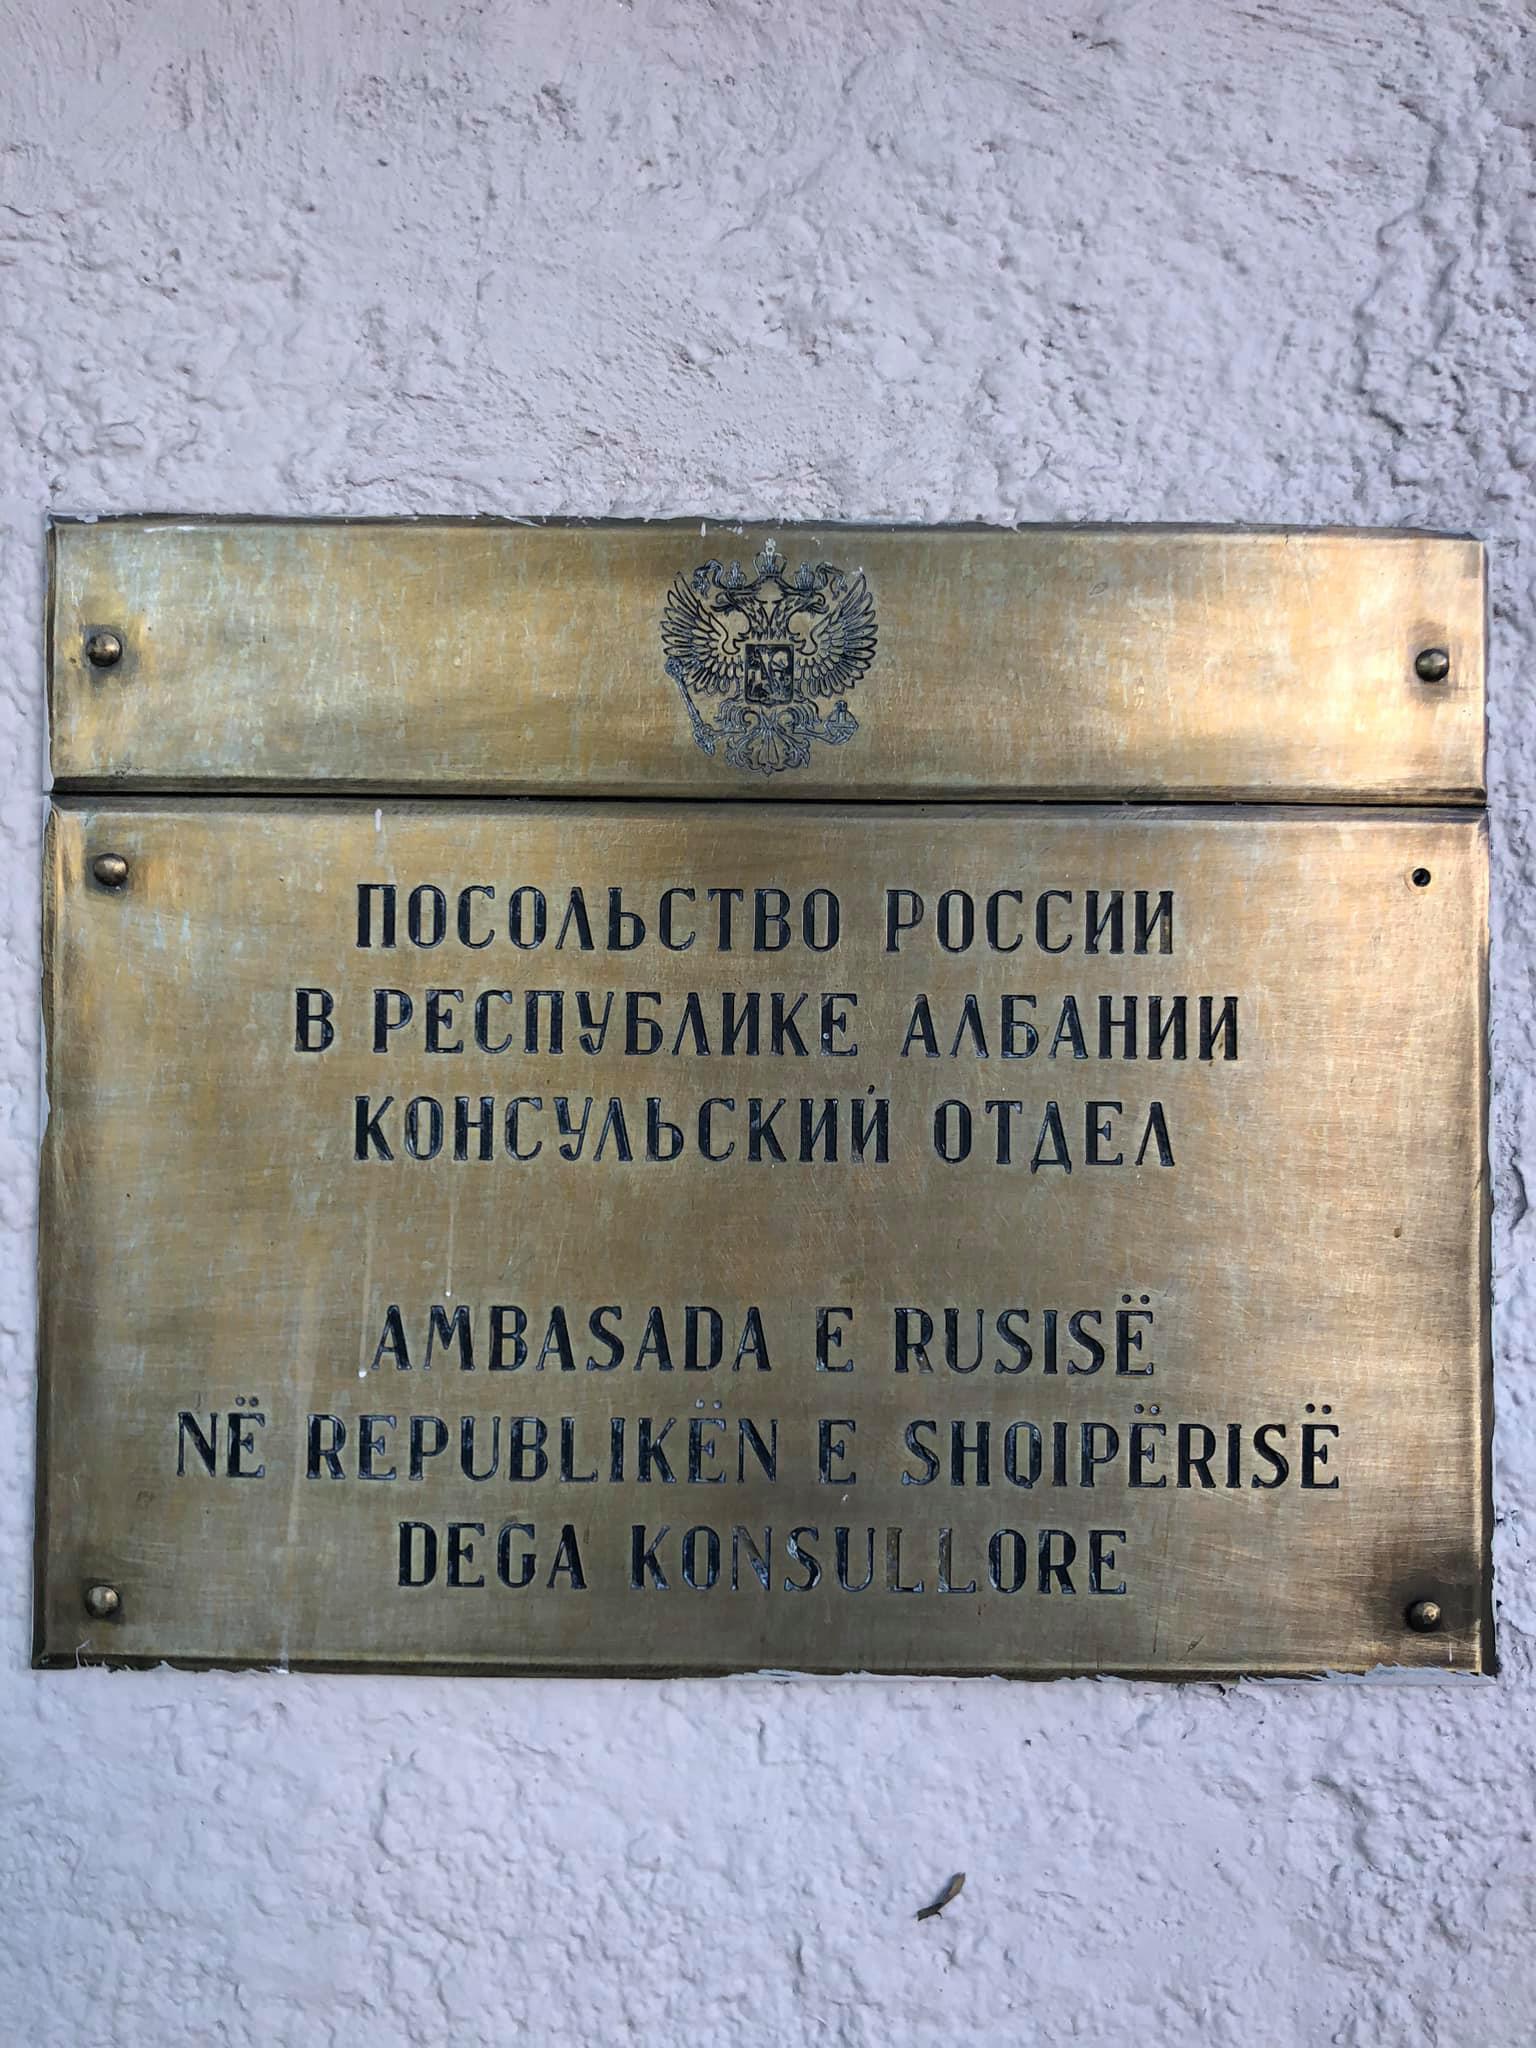 ПОСОЛЬСТВО РОССИИ
В РЕСПУБЛИКЕ АЛБАНИИ
КОНСУЛЬСКИЙ ОТДЕЛ
AMBASADA E RUSISË
NË REPUBLIKËN E SHQIPËRISË
DEGA KONSULLORE